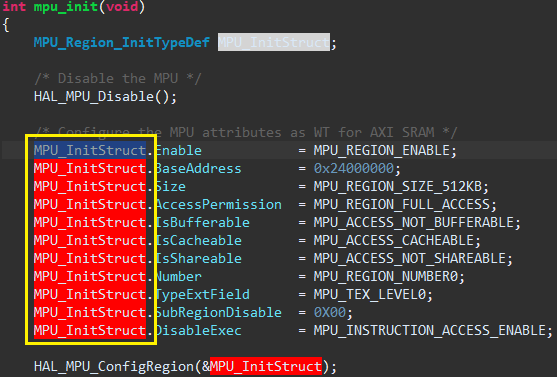 int mpu_init(void)
{
MPU_Region_InitTypeDef MPU_InitStruct;
/* Disable the MPU */
HAL_MPU_Disable();
/* Configure the MPU attributes as WT for AXI SRAM */
MPU_InitStruct.Enable = MPU_REGION_ENABLE;
MPU_InitStruct.BaseAddress = 0x24000000;
MPU_InitStruct.Size = MPU_REGION_SIZE_512KB;
MPU_InitStruct.AccessPermission = MPU_REGION_FULL_ACCESS;
MPU_InitStruct.IsBufferable = MPU_ACCESS_NOT_BUFFERABLE;
MPU_InitStruct.IsCacheable = MPU_ACCESS_CACHEABLE;
MPU_InitStruct.IsShareable = MPU_ACCESS_NOT_SHAREABLE;
MPU_InitStruct.Number = MPU_REGION_NUMBER0;
MPU_InitStruct.TypeExtField = MPU_TEX_LEVEL0;
MPU_InitStruct.SubRegionDisable = 0X00;
MPU_InitStruct.DisableExec = MPU_INSTRUCTION_ACCESS_ENABLE;
HAL_MPU_ConfigRegion(&MPU_InitStruct);